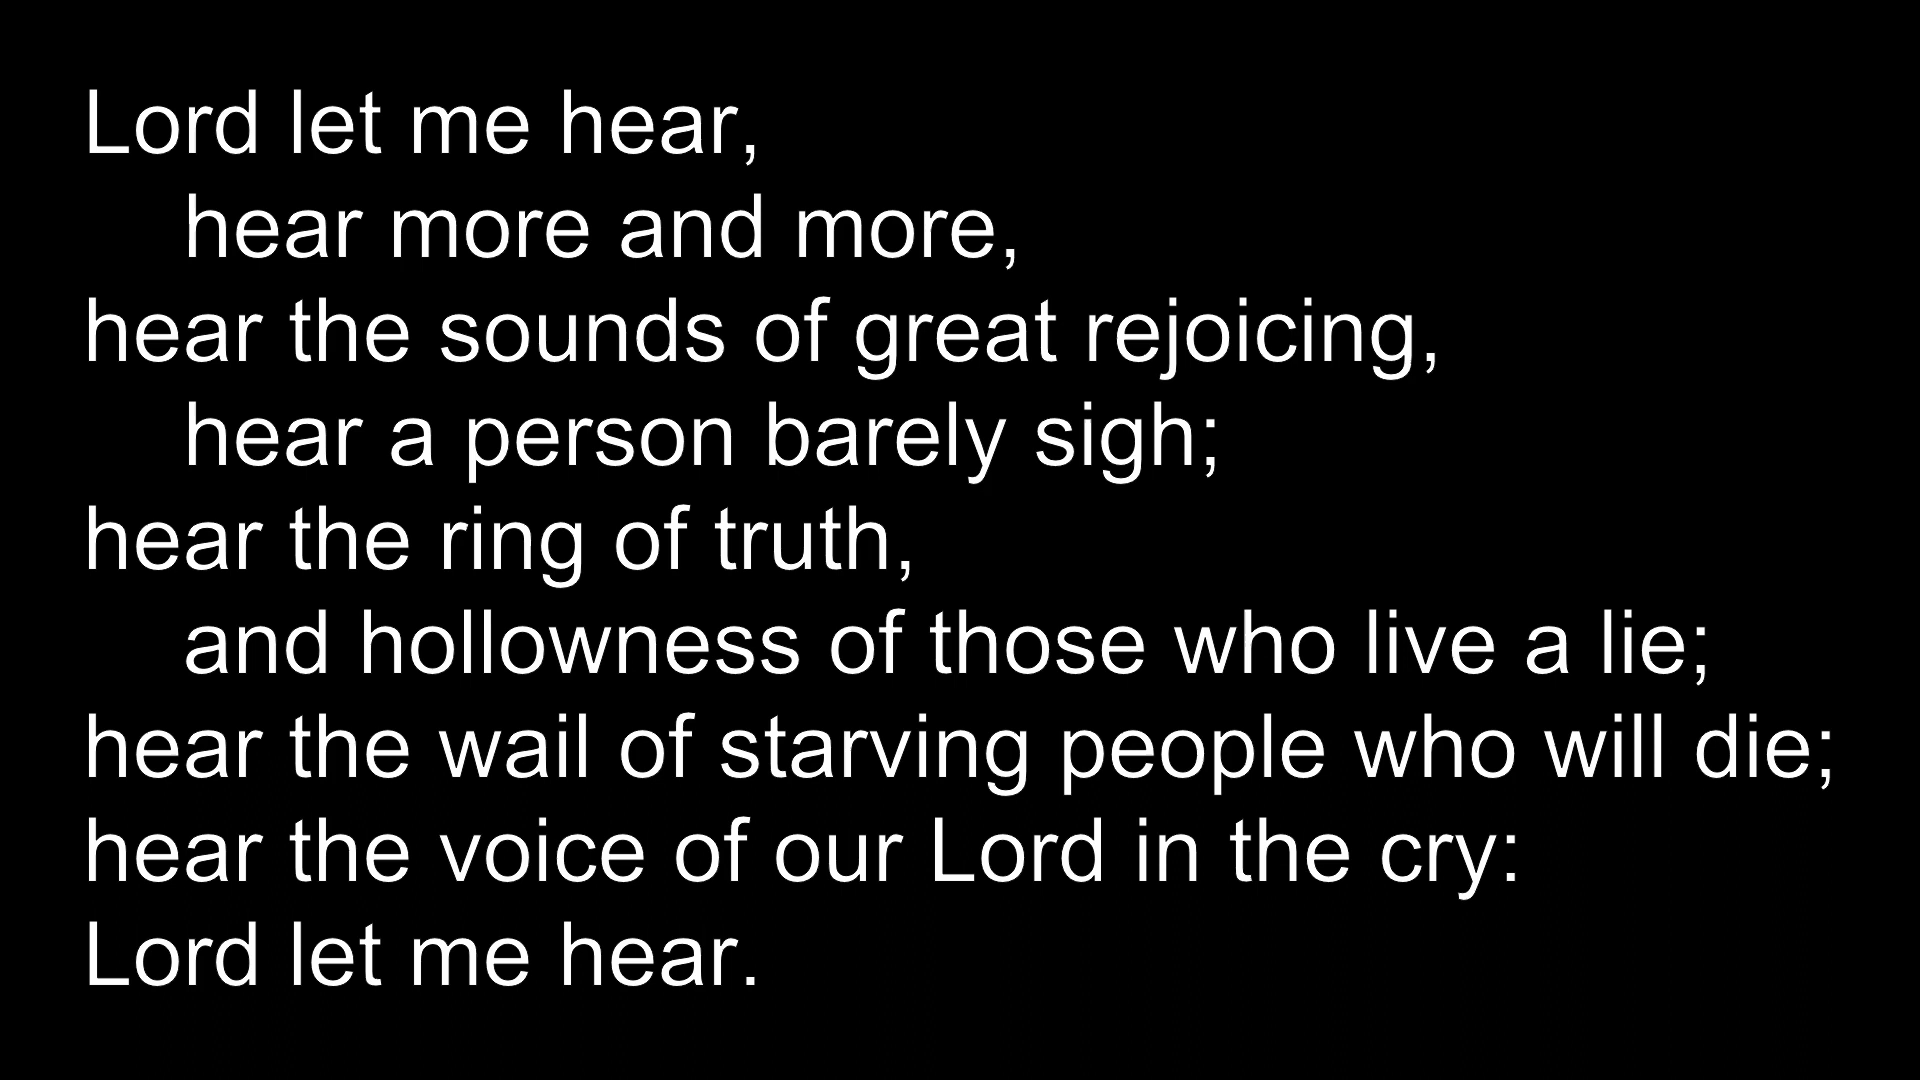 Lord let me hear,
hear more and more,
hear the sounds of great rejoicing,
hear a person barely sigh;
hear the ring of truth,
and hollowness of those who live a lie;
hear the wail of starving people who will die;
hear the voice of our Lord in the cry:
Lord let me hear.